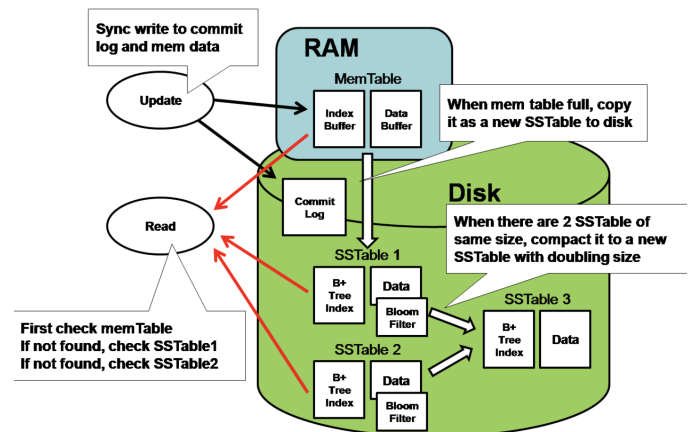 Sync write to commit
log and mem data
RAM
MemTable
Update
Index
Buffer
Data
Buffer
When mem table full, copy
it as a new SSTable to disk
Disk
Commit
Log
Read
When there are 2 SSTable of
same size, compact it to a new
SSTable with doubling size
SSTable 1
B+
Tree
Index
Data
Bloom
Filter
SSTable 3
B+
Tree
Index
Data
First check memTable
If not found, check SSTable1
If not found, check SSTable2
SSTable 2
B+
Tree
Index
Data
Bloom
Filter